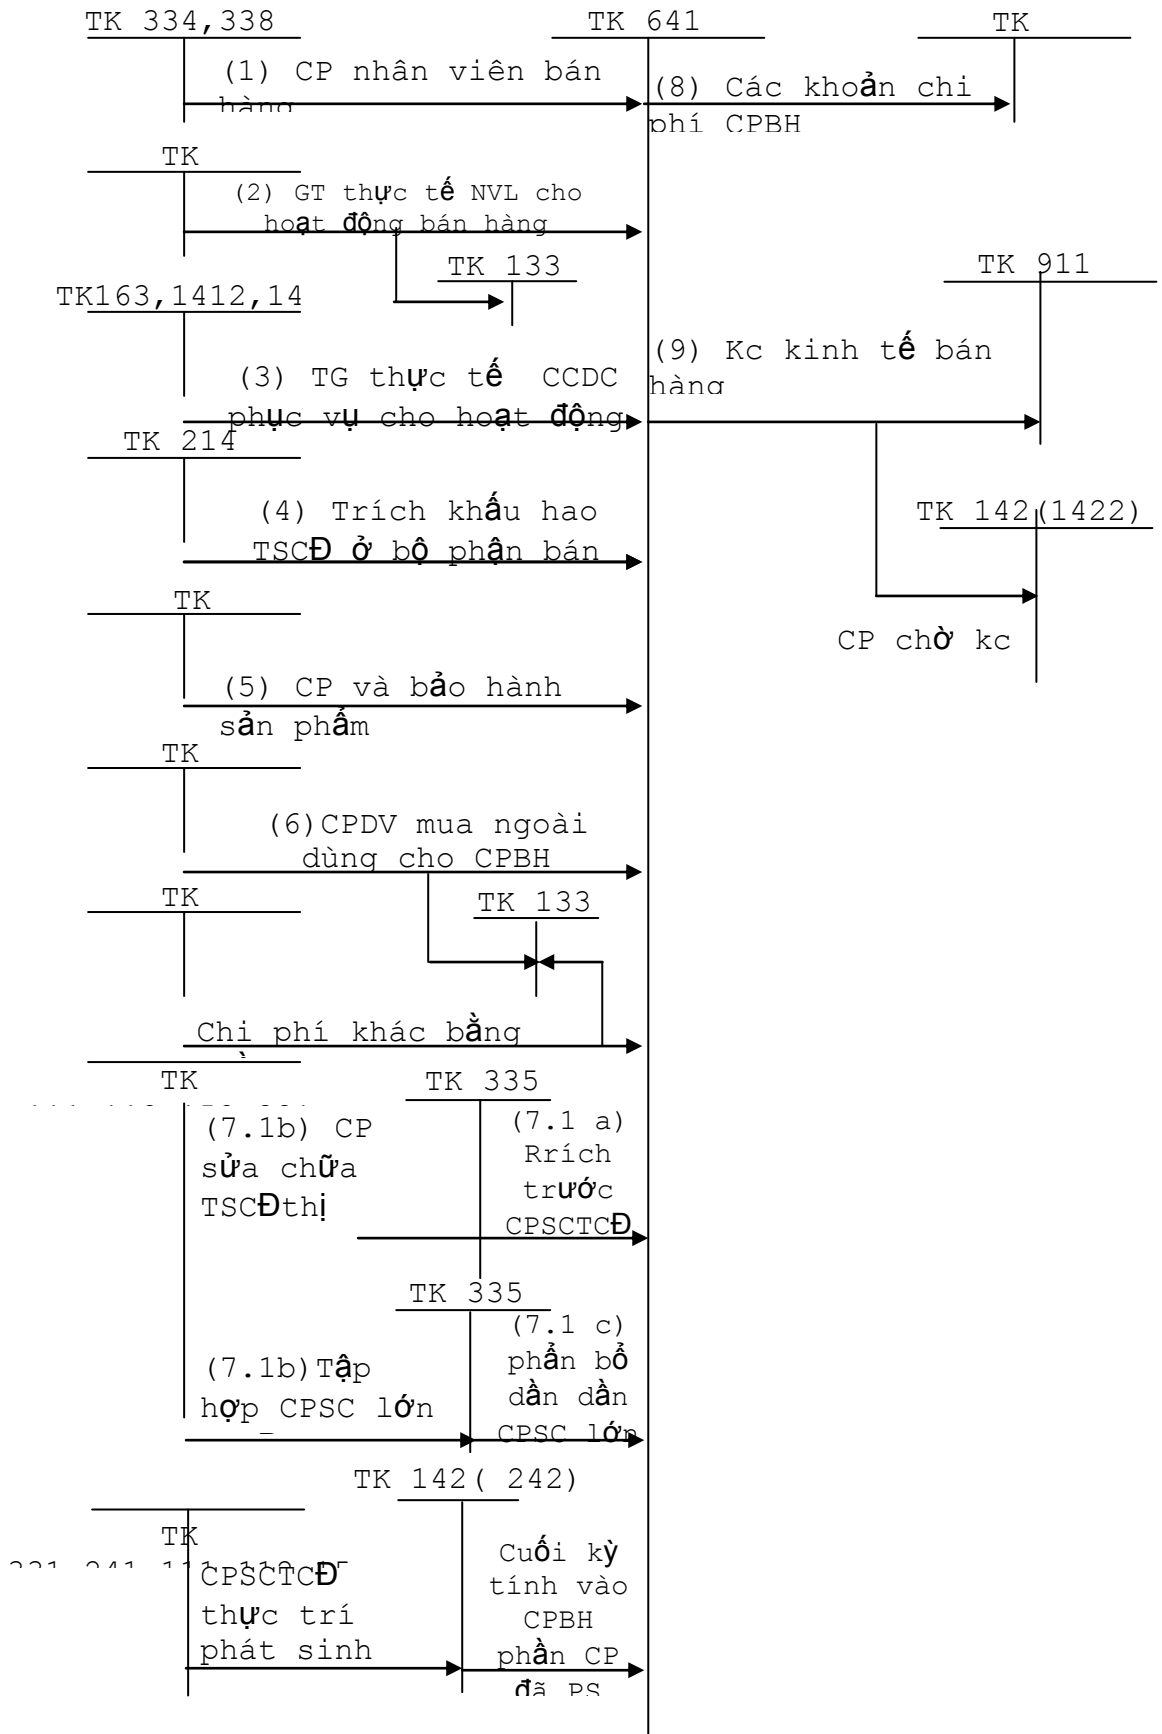 TK 334,338
TK 641
TK
(1) CP nhân viên bán
hàng
(8) Các khoản chi
phí CPBH
TK
(2) GT thực tế NVL cho
hoạt động bán hàng
TK 133
TK 911
TK163,1412,14
(9) Kc kinh tế bán
hàng
(3) TG thực tế CCDC
phục vụ cho hoạt động
TK 214
(4) Trích khấu hao
TSCĐ ở bộ phận bán
TK 142(1422)
TK
CP chờ kc
(5) CP và bảo hành
sản phẩm
TK
(6)CPDV mua ngoài
dùng cho CPBH
TK
TK 133
Chi phí khác bằng
TK
TK 335
(7.1b) CP
sửa chữa
TSCĐthị
(7.1 a)
Rrích
trước
CPSCTCĐ
TK 335
(7.1b)Tập
hợp CPSC lớn
(7.1 c)
phẩn bổ
dần dần
CPSC lớn
TK 142( 242)
TK
CPSCTCĐ
thực trí
phát sinh
Cuối kỳ
tính vào
CPBH
phần CP
đã PS